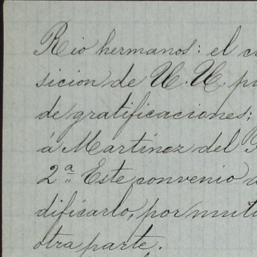 Rio hermanos: el c
sicion de U.U. p
de gratificaciones;
á Martinez del
2ª Este convenio
dificarlo, por mutu
otra parte.